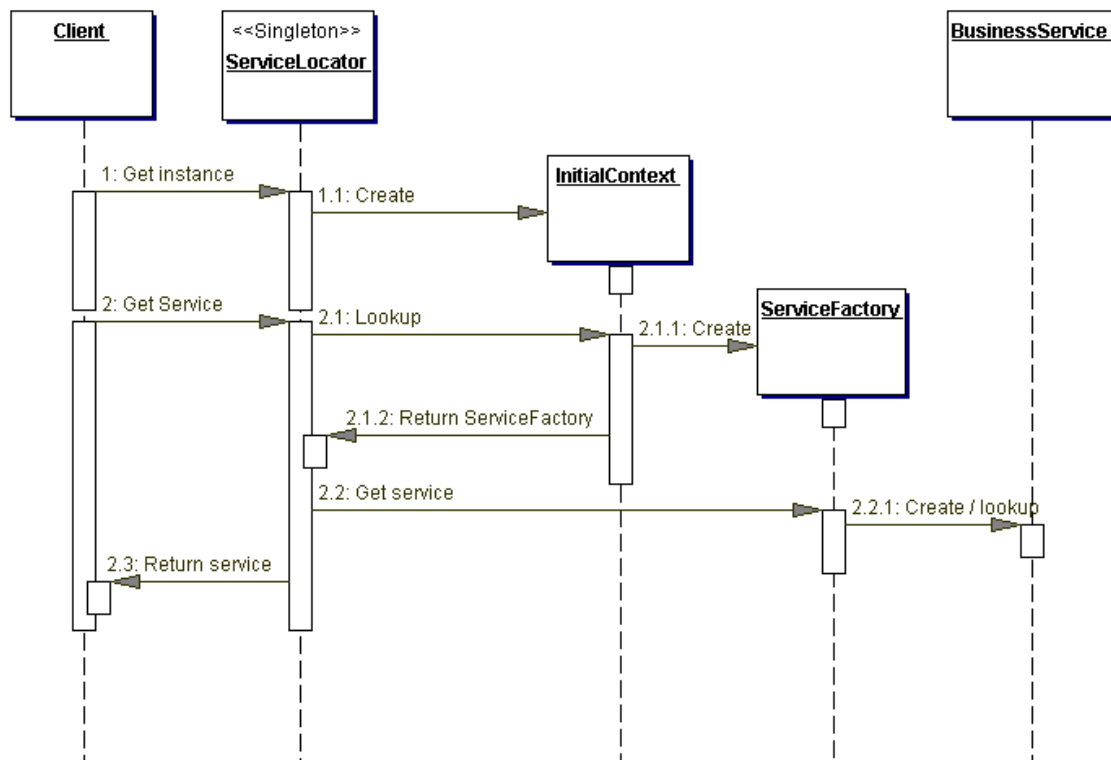 Client
<<Singleton>>
ServiceLocator
BusinessService
1: Get instance
1.1: Create
InitialContext
2: Get Service
2.1: Lookup
2.1.1: Create
ServiceFactory
2.1.2: Return ServiceFactory
2.2: Get service
2.2.1: Create / lookup
2.3: Return service